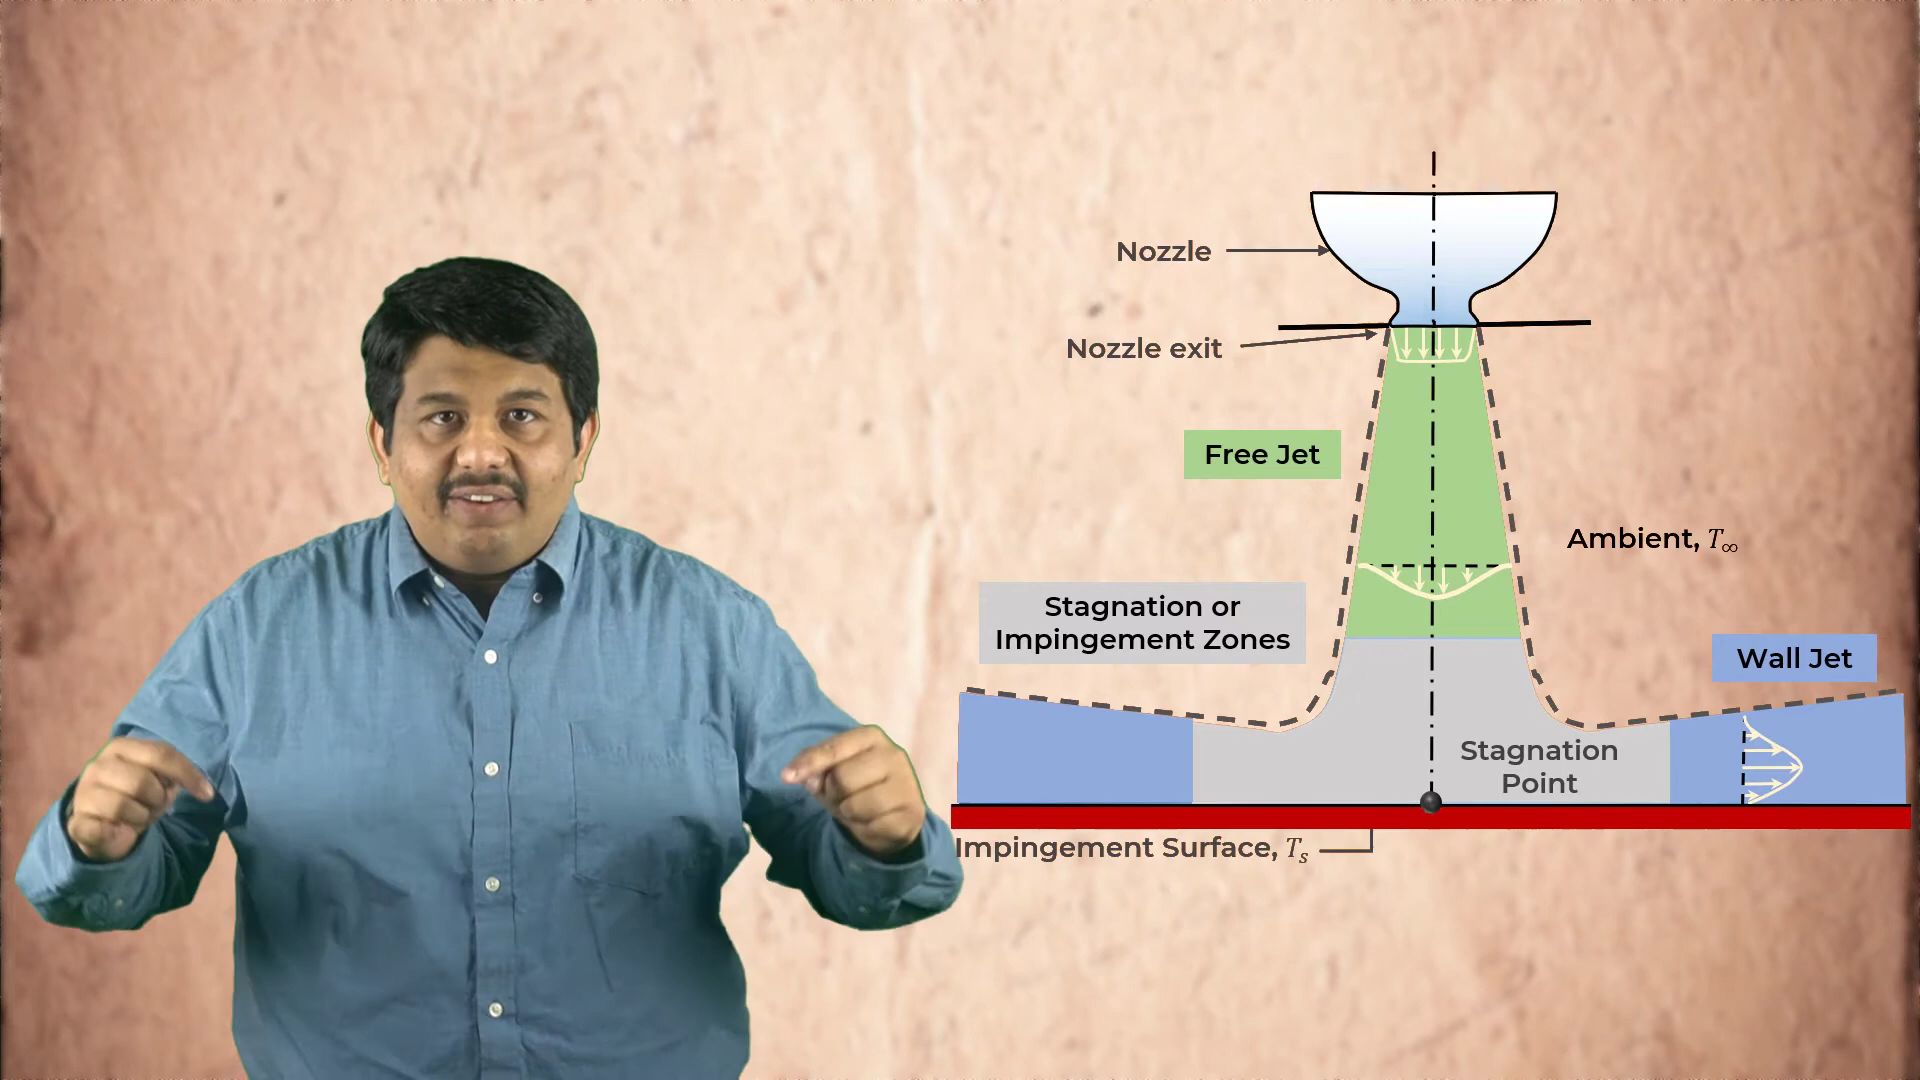 Nozzle
Nozzle exit
Free Jet
Ambient, T∞
Stagnation or
Impingement Zones
Wall Jet
Stagnation
Point
Impingement Surface, Ts